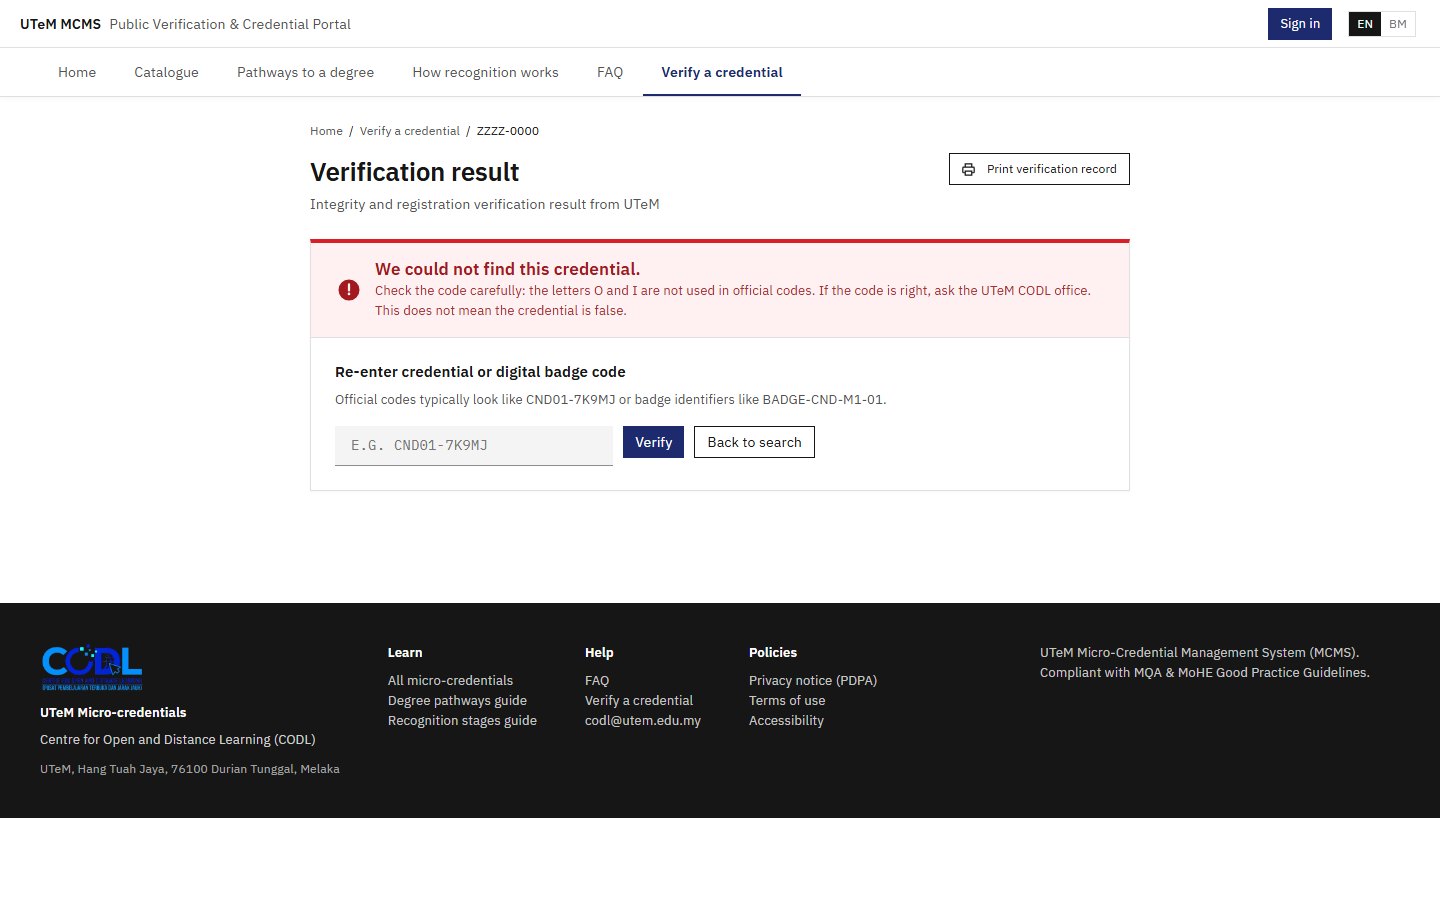 UTeM MCMS Public Verification & Credential Portal
Sign in
EN BM
Home Catalogue Pathways to a degree How recognition works FAQ Verify a credential
Home / Verify a credential / ZZZZ-0000
Verification result
Print verification record
Integrity and registration verification result from UTeM
We could not find this credential.
Check the code carefully: the letters O and I are not used in official codes. If the code is right, ask the UTeM CODL office.
This does not mean the credential is false.
Re-enter credential or digital badge code
Official codes typically look like CND01-7K9MJ or badge identifiers like BADGE-CND-M1-01.
E.G. CND01-7K9MJ
Verify
Back to search
CODL
UTeM Micro-credentials
Centre for Open and Distance Learning (CODL)
UTeM, Hang Tuah Jaya, 76100 Durian Tunggal, Melaka
Learn
All micro-credentials
Degree pathways guide
Recognition stages guide
Help
FAQ
Verify a credential
codl@utem.edu.my
Policies
Privacy notice (PDPA)
Terms of use
Accessibility
UTeM Micro-Credential Management System (MCMS).
Compliant with MQA & MoHE Good Practice Guidelines.